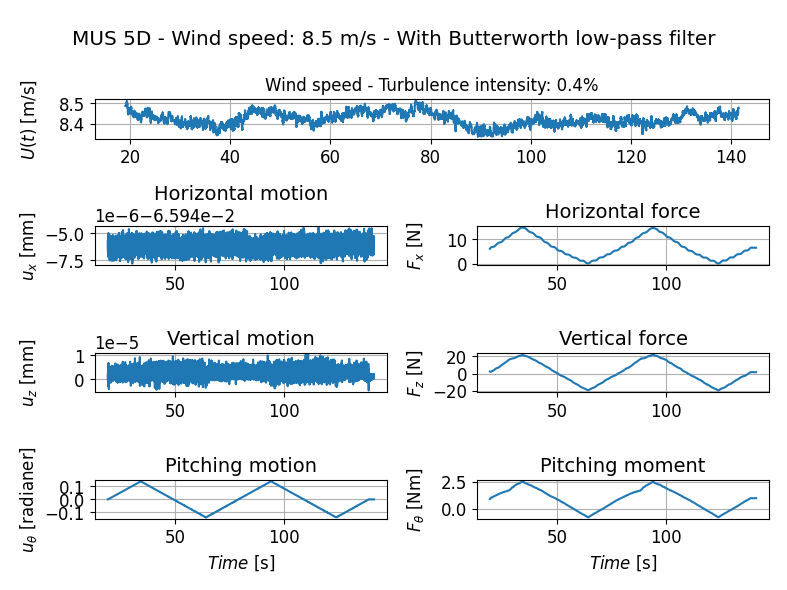 MUS 5D - Wind speed: 8.5 m/s - With Butterworth low-pass filter
Wind speed - Turbulence intensity: 0.4%
U(t) [m/s]
8.5
8.4
20 40 60 80 100 120 140
Horizontal motion
1e−6−6.594e−2
u_x [mm]
−5.0
−7.5
50 100
Horizontal force
F_x [N]
10
0
50 100
Vertical motion
1e−5
u_z [mm]
1
0
50 100
Vertical force
F_z [N]
20
0
−20
50 100
Pitching motion
u_θ [radianer]
0.1
0.0
−0.1
50 100
Time [s]
Pitching moment
F_θ [Nm]
2.5
0.0
50 100
Time [s]